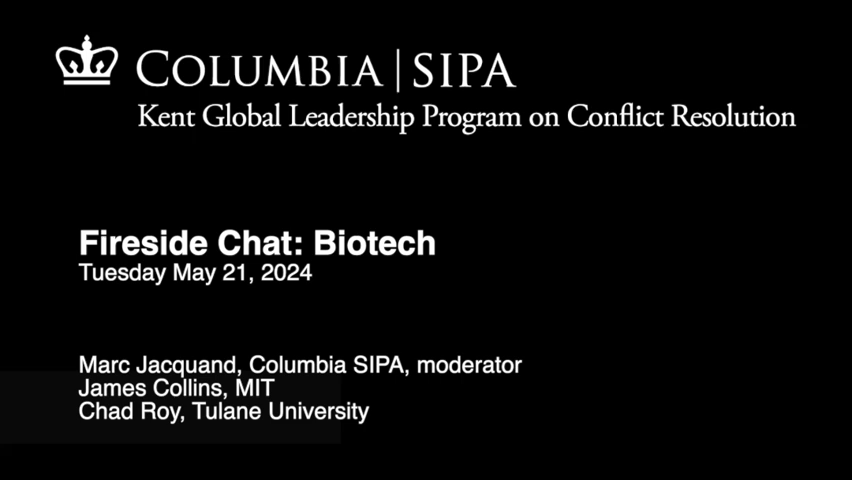 COLUMBIA | SIPA
Kent Global Leadership Program on Conflict Resolution
Fireside Chat: Biotech
Tuesday May 21, 2024
Marc Jacquand, Columbia SIPA, moderator
James Collins, MIT
Chad Roy, Tulane University